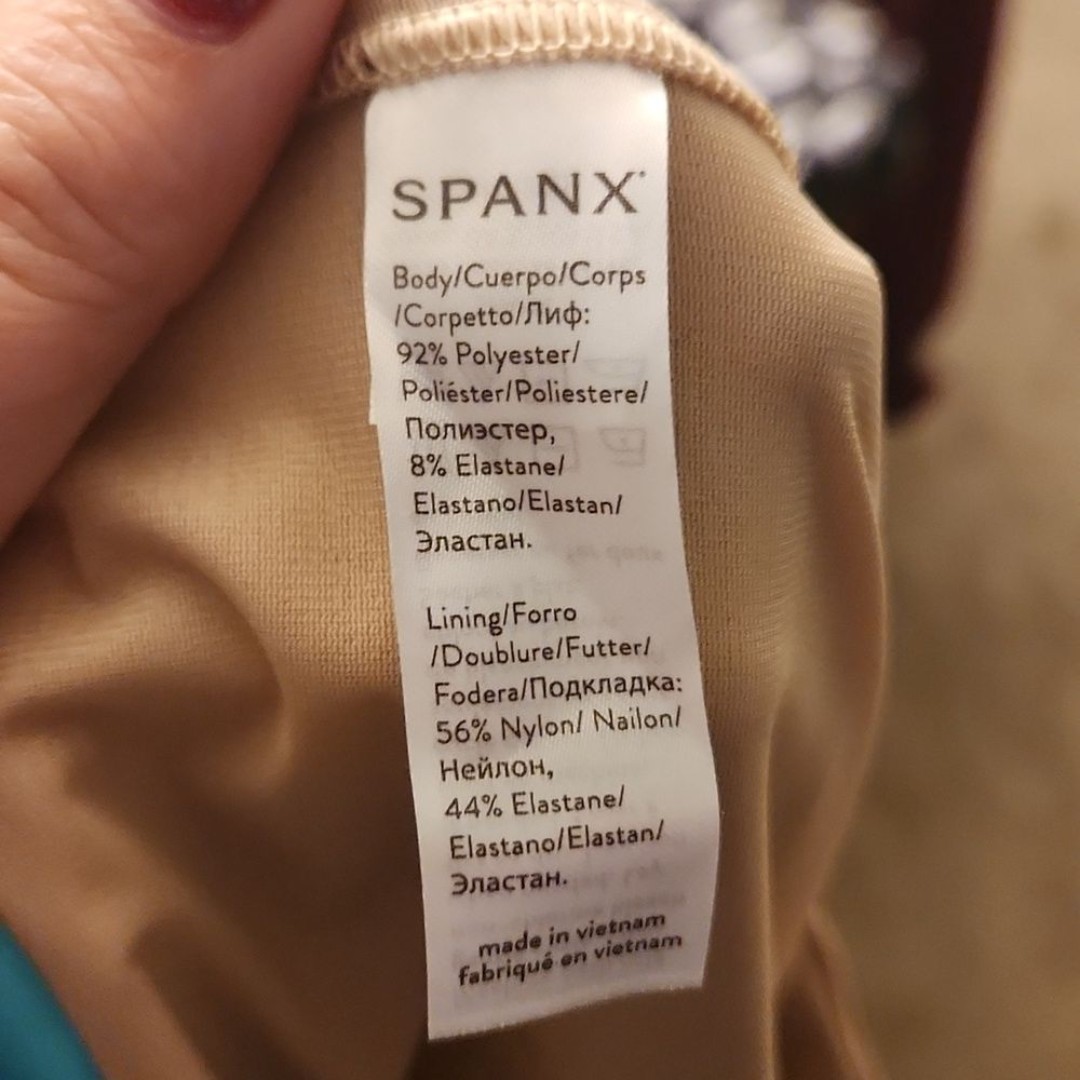 SPANX
Body/Cuerpo/Corps
/Corpetto/Лиф:
92% Polyester/
Poliéster/Poliestere/
Полиэстер,
8% Elastane/
Elastano/Elastan/
Эластан.
Lining/Forro
/Doublure/Futter/
Fodera/Подкладка:
56% Nylon/ Nailon/
Нейлон,
44% Elastane/
Elastano/Elastan/
Эластан.
made in vietnam
fabriqué en vietnam